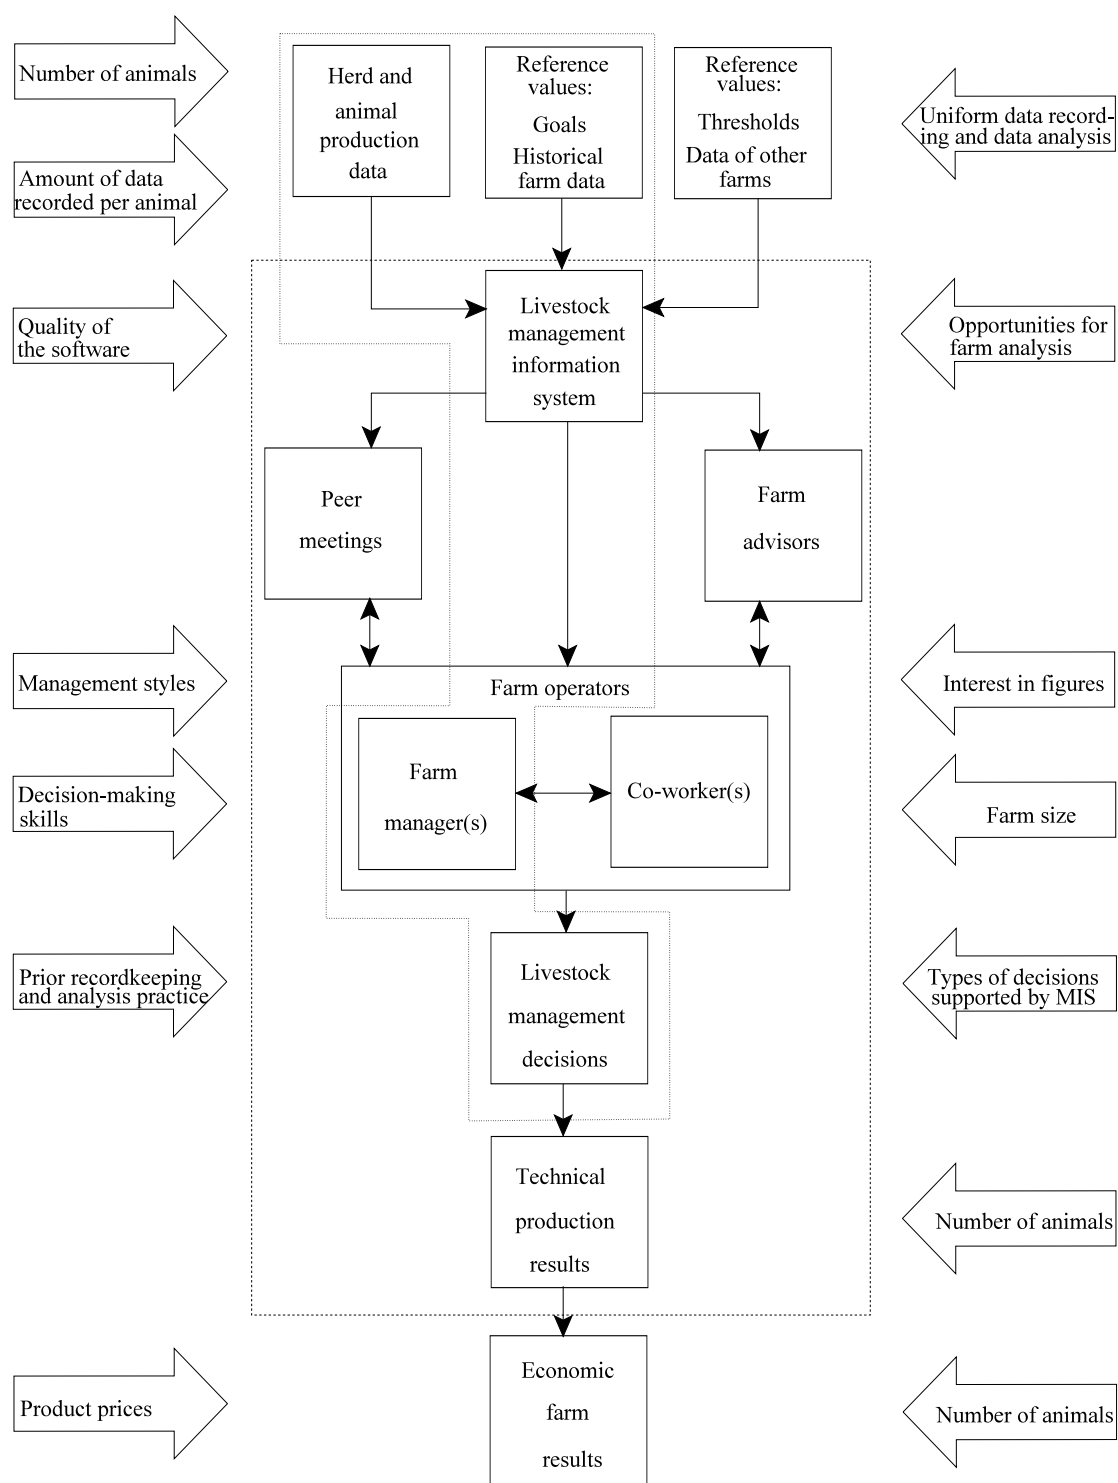 Number of animals
Amount of data
recorded per animal
Herd and
animal
production
data
Reference
values:
Goals
Historical
farm data
Reference
values:
Thresholds
Data of other
farms
Uniform data record-
ing and data analysis
Quality of
the software
Livestock
management
information
system
Opportunities for
farm analysis
Peer
meetings
Farm
advisors
Management styles
Farm operators
Interest in figures
Decision-making
skills
Farm
manager(s)
Co-worker(s)
Farm size
Prior recordkeeping
and analysis practice
Livestock
management
decisions
Types of decisions
supported by MIS
Technical
production
results
Number of animals
Product prices
Economic
farm
results
Number of animals